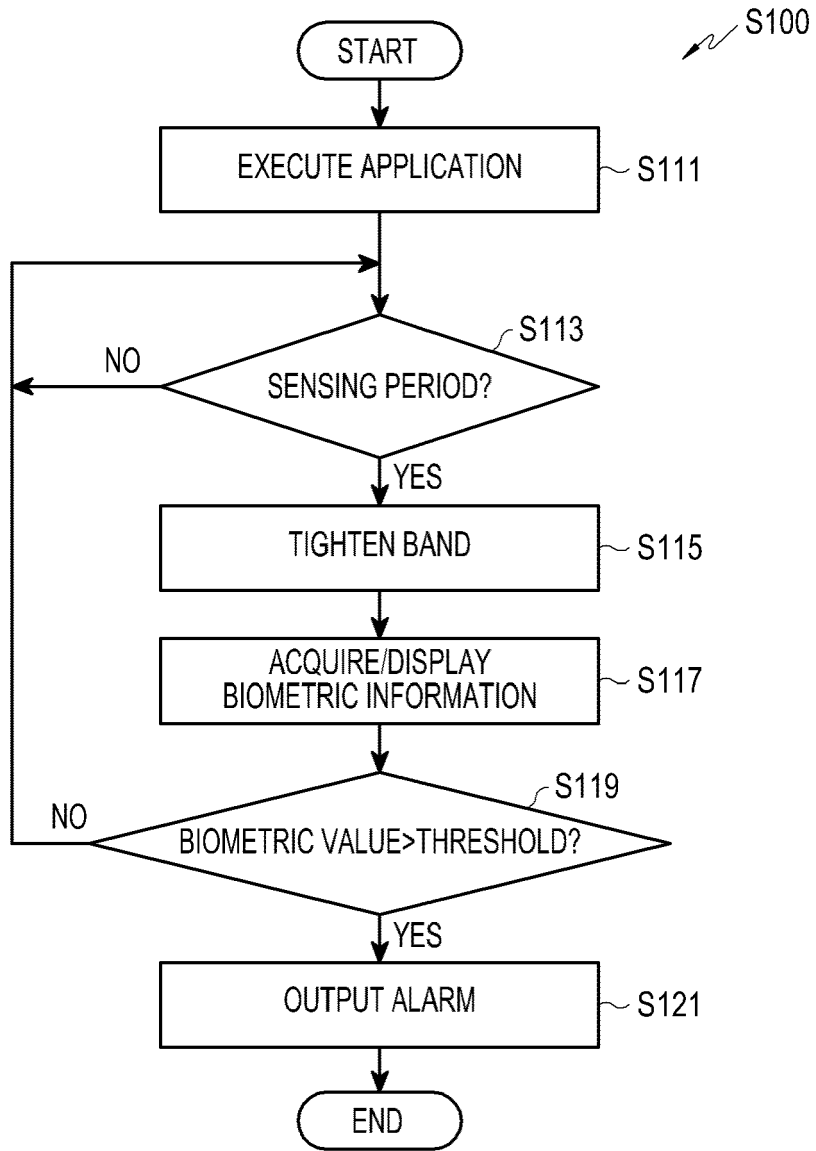 S100
START
EXECUTE APPLICATION
S111
S113
NO
SENSING PERIOD?
YES
TIGHTEN BAND
S115
ACQUIRE/DISPLAY
BIOMETRIC INFORMATION
S117
S119
NO
BIOMETRIC VALUE>THRESHOLD?
YES
OUTPUT ALARM
S121
END